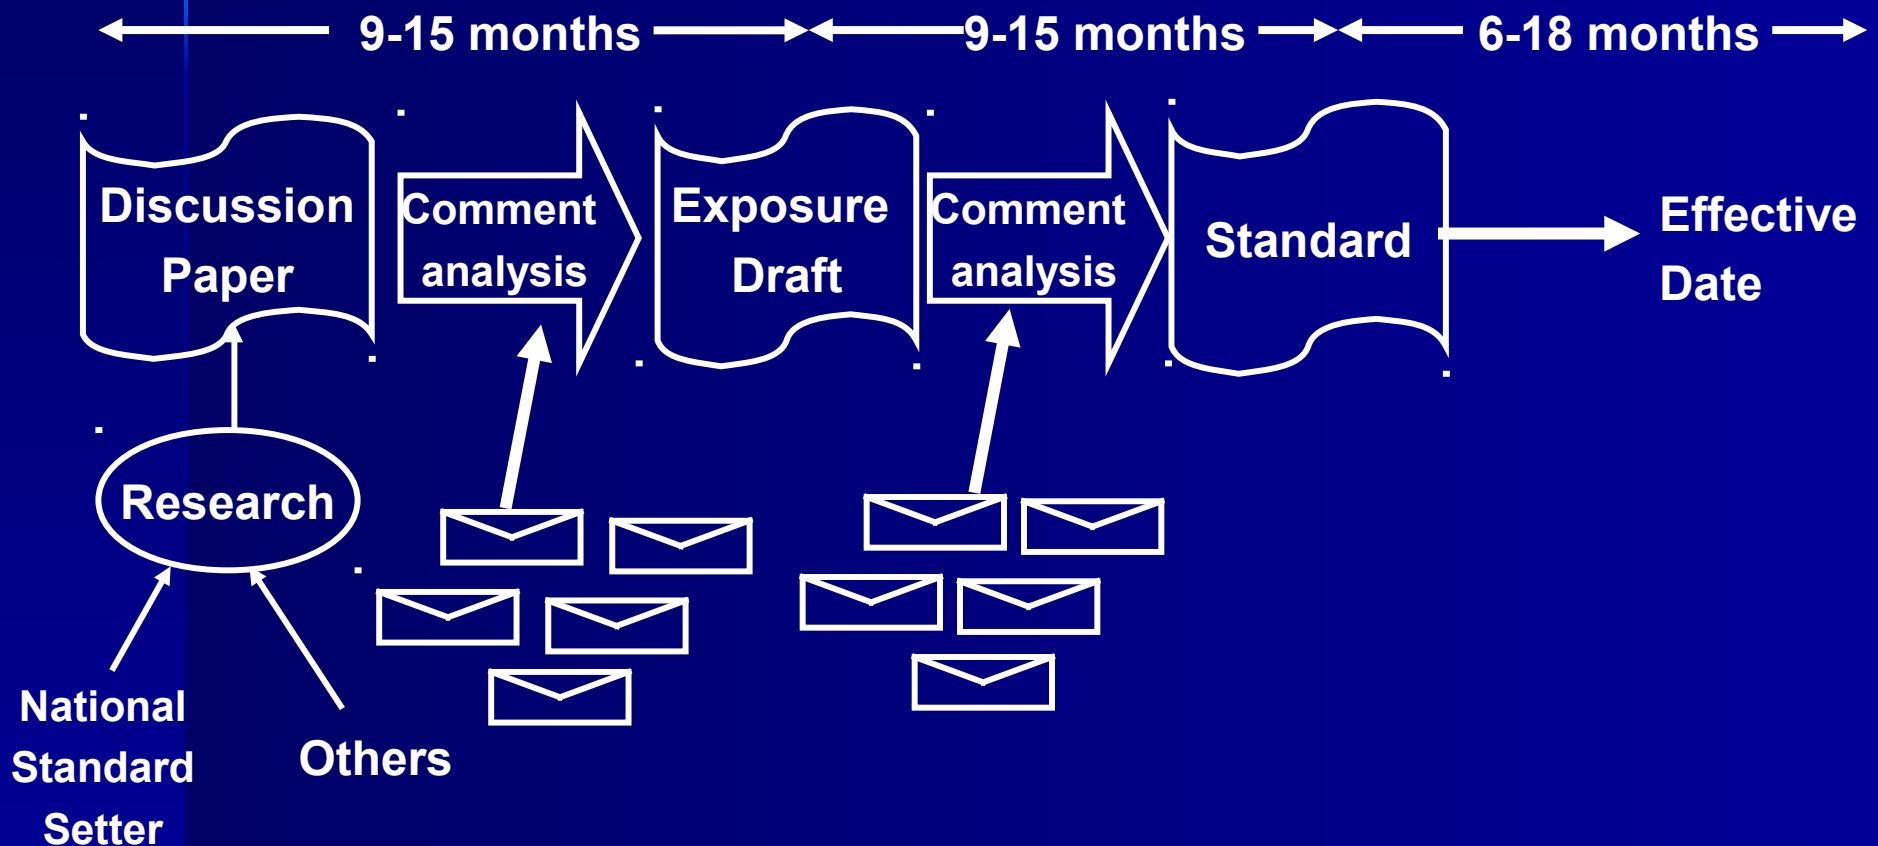 9-15 months
9-15 months
6-18 months
Discussion
Paper
Comment
analysis
Exposure
Draft
Comment
analysis
Standard
Effective
Date
Research
National
Standard
Setter
Others